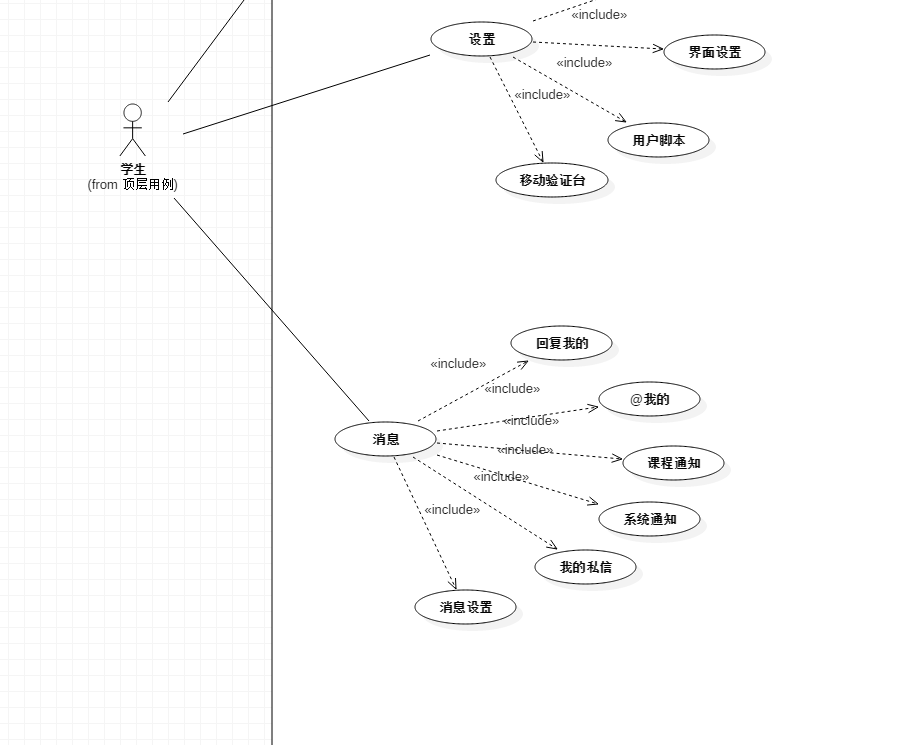 «include»
设置
界面设置
«include»
«include»
用户脚本
移动验证台
学生
(from 顶层用例)
回复我的
«include»
«include»
@我的
«include»
消息
«include»
课程通知
«include»
«include»
系统通知
我的私信
消息设置